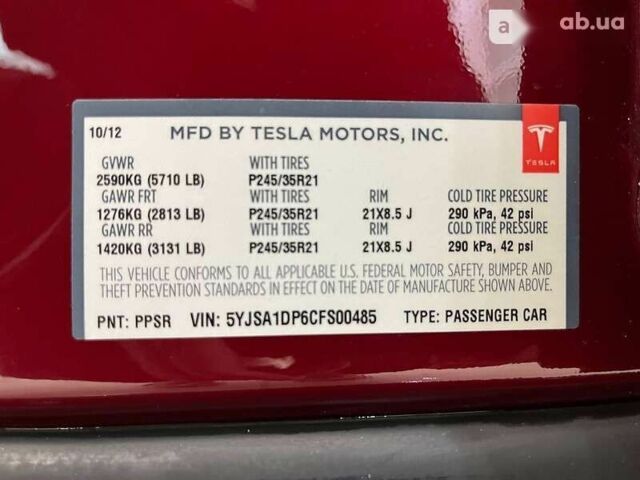 a ab.ua
10/12 MFD BY TESLA MOTORS, INC.
TESLA
GVWR WITH TIRES
2590KG (5710 LB) P245/35R21
GAWR FRT WITH TIRES RIM COLD TIRE PRESSURE
1276KG (2813 LB) P245/35R21 21X8.5 J 290 kPa, 42 psi
GAWR RR WITH TIRES RIM COLD TIRE PRESSURE
1420KG (3131 LB) P245/35R21 21X8.5 J 290 kPa, 42 psi
THIS VEHICLE CONFORMS TO ALL APPLICABLE U.S. FEDERAL MOTOR SAFETY, BUMPER AND
THEFT PREVENTION STANDARDS IN EFFECT ON THE DATE OF MANUFACTURE SHOWN ABOVE.
PNT: PPSR VIN: 5YJSA1DP6CFS00485 TYPE: PASSENGER CAR